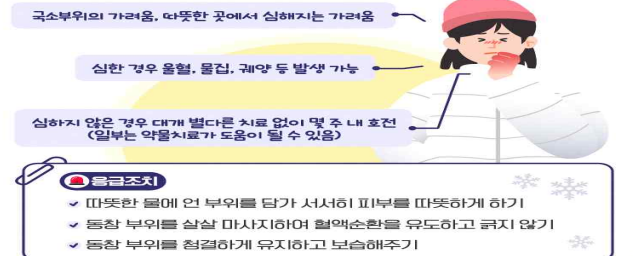 국소부위의 가려움, 따뜻한 곳에서 심해지는 가려움
심한 경우 울혈, 물집, 궤양 등 발생 가능
심하지 않은 경우 대개 별다른 치료 없이 몇 주 내 호전
(일부는 약물치료가 도움이 될 수 있음)
응급조치
따뜻한 물에 언 부위를 담가 서서히 피부를 따뜻하게 하기
동창 부위를 살살 마사지하여 혈액순환을 유도하고 긁지 않기
동창 부위를 청결하게 유지하고 보습해주기